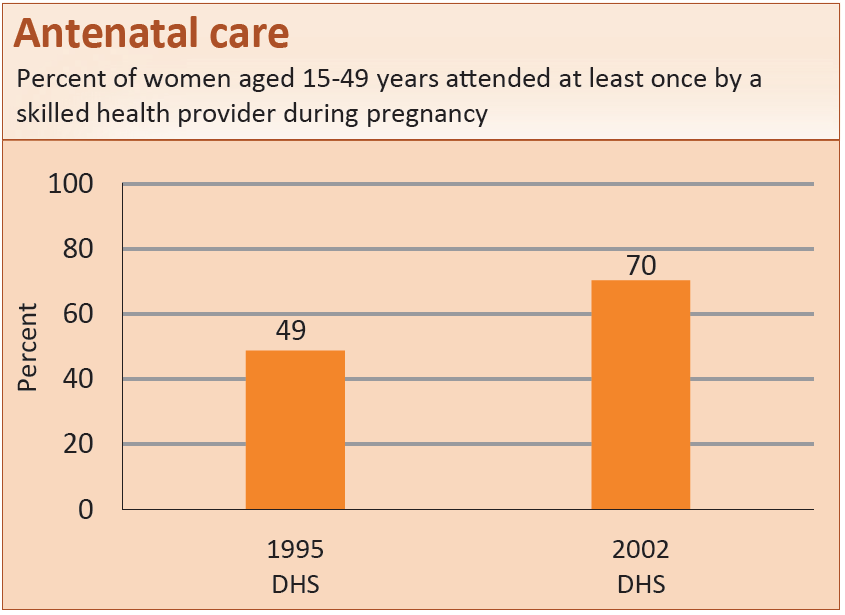 Antenatal care
Percent of women aged 15-49 years attended at least once by a
skilled health provider during pregnancy
100
80
60
40
20
0
Percent
49
70
1995
DHS
2002
DHS